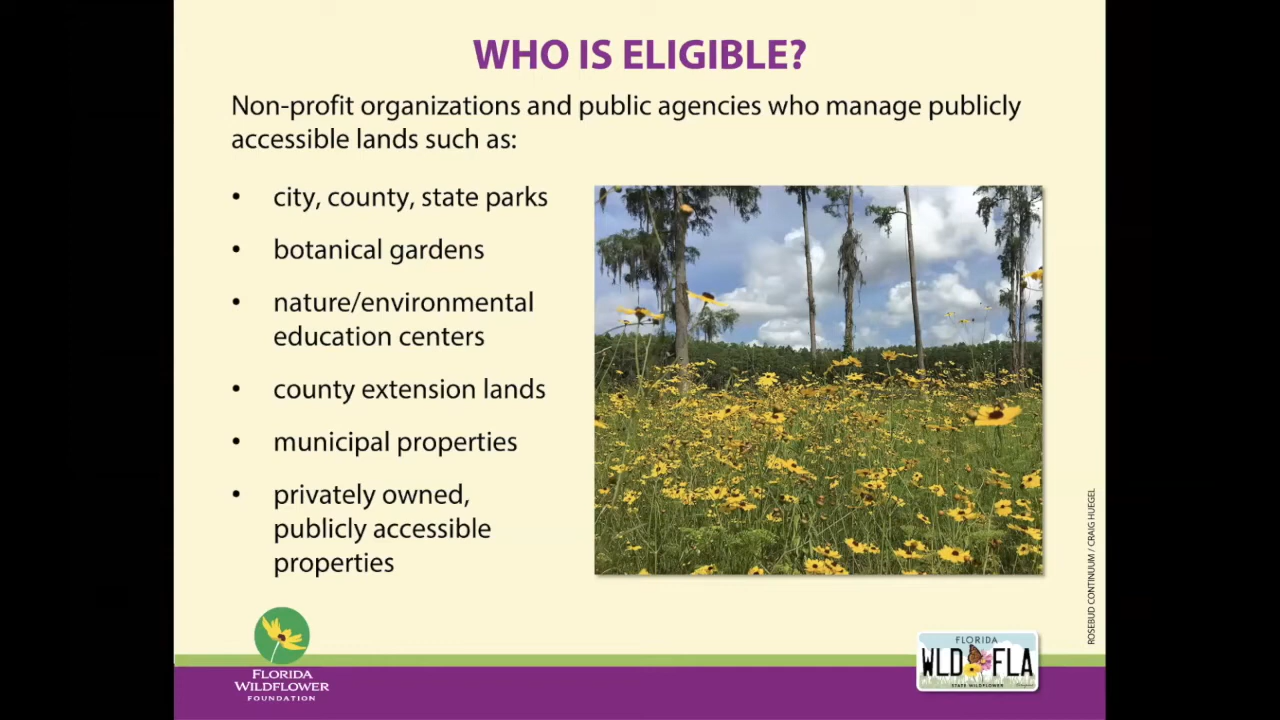 WHO IS ELIGIBLE?
Non-profit organizations and public agencies who manage publicly
accessible lands such as:
• city, county, state parks
• botanical gardens
• nature/environmental
education centers
• county extension lands
• municipal properties
• privately owned,
publicly accessible
properties
ROSEBUD CONTINUUM / CRAIG HUEGEL
FLORIDA
WILDFLOWER
FOUNDATION
FLORIDA
WLD FLA
STATE WILDFLOWER